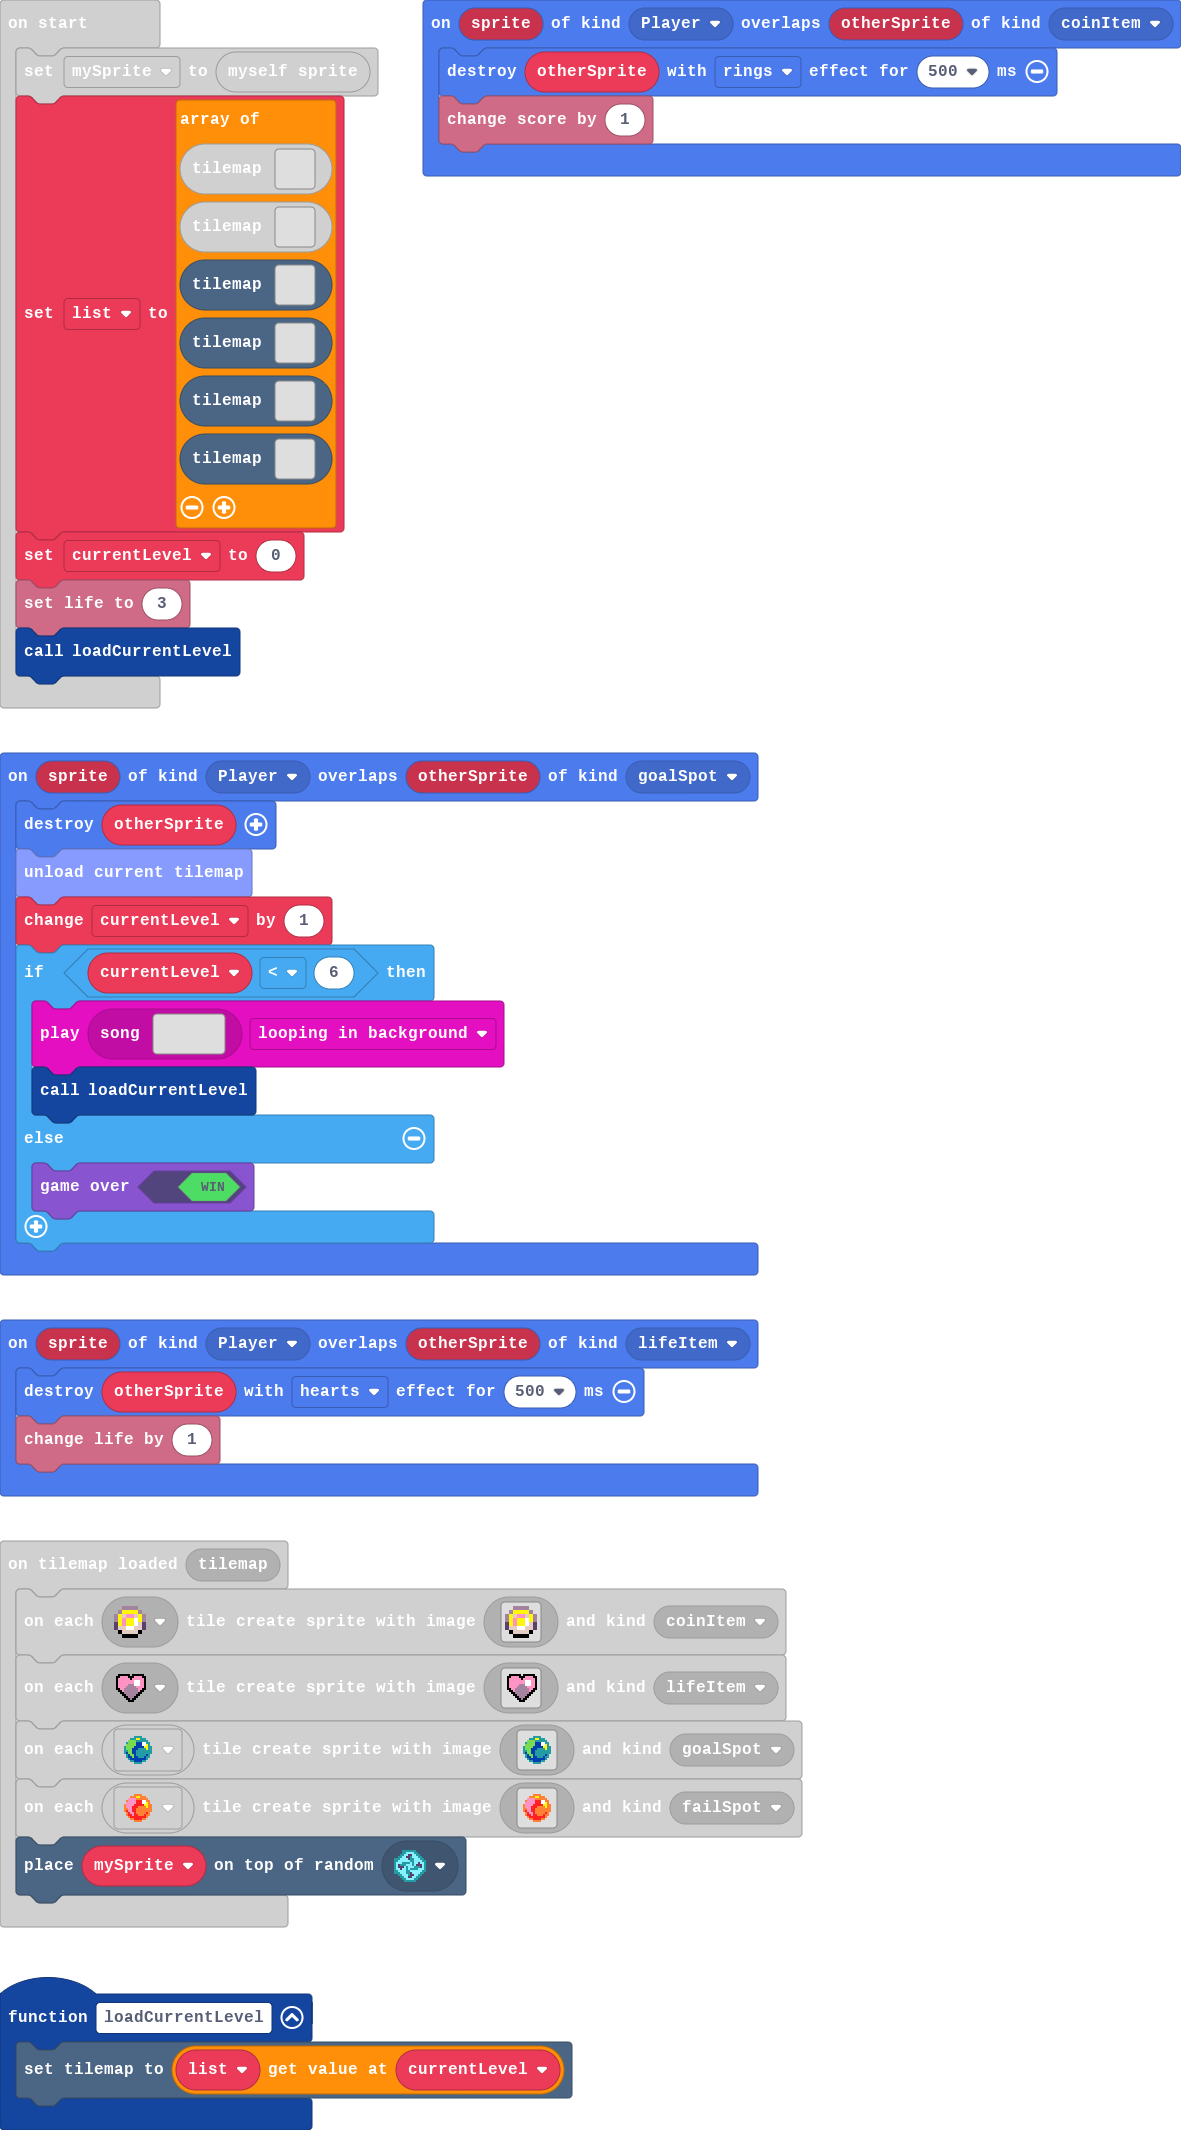 on start
set mySprite to myself sprite
set list to array of
tilemap
tilemap
tilemap
tilemap
tilemap
tilemap
set currentLevel to 0
set life to 3
call loadCurrentLevel
on sprite of kind Player overlaps otherSprite of kind coinItem
destroy otherSprite with rings effect for 500 ms
change score by 1
on sprite of kind Player overlaps otherSprite of kind goalSpot
destroy otherSprite
unload current tilemap
change currentLevel by 1
if currentLevel < 6 then
play song looping in background
call loadCurrentLevel
else
game over WIN
on sprite of kind Player overlaps otherSprite of kind lifeItem
destroy otherSprite with hearts effect for 500 ms
change life by 1
on tilemap loaded tilemap
on each tile create sprite with image and kind coinItem
on each tile create sprite with image and kind lifeItem
on each tile create sprite with image and kind goalSpot
on each tile create sprite with image and kind failSpot
place mySprite on top of random
function loadCurrentLevel
set tilemap to list get value at currentLevel